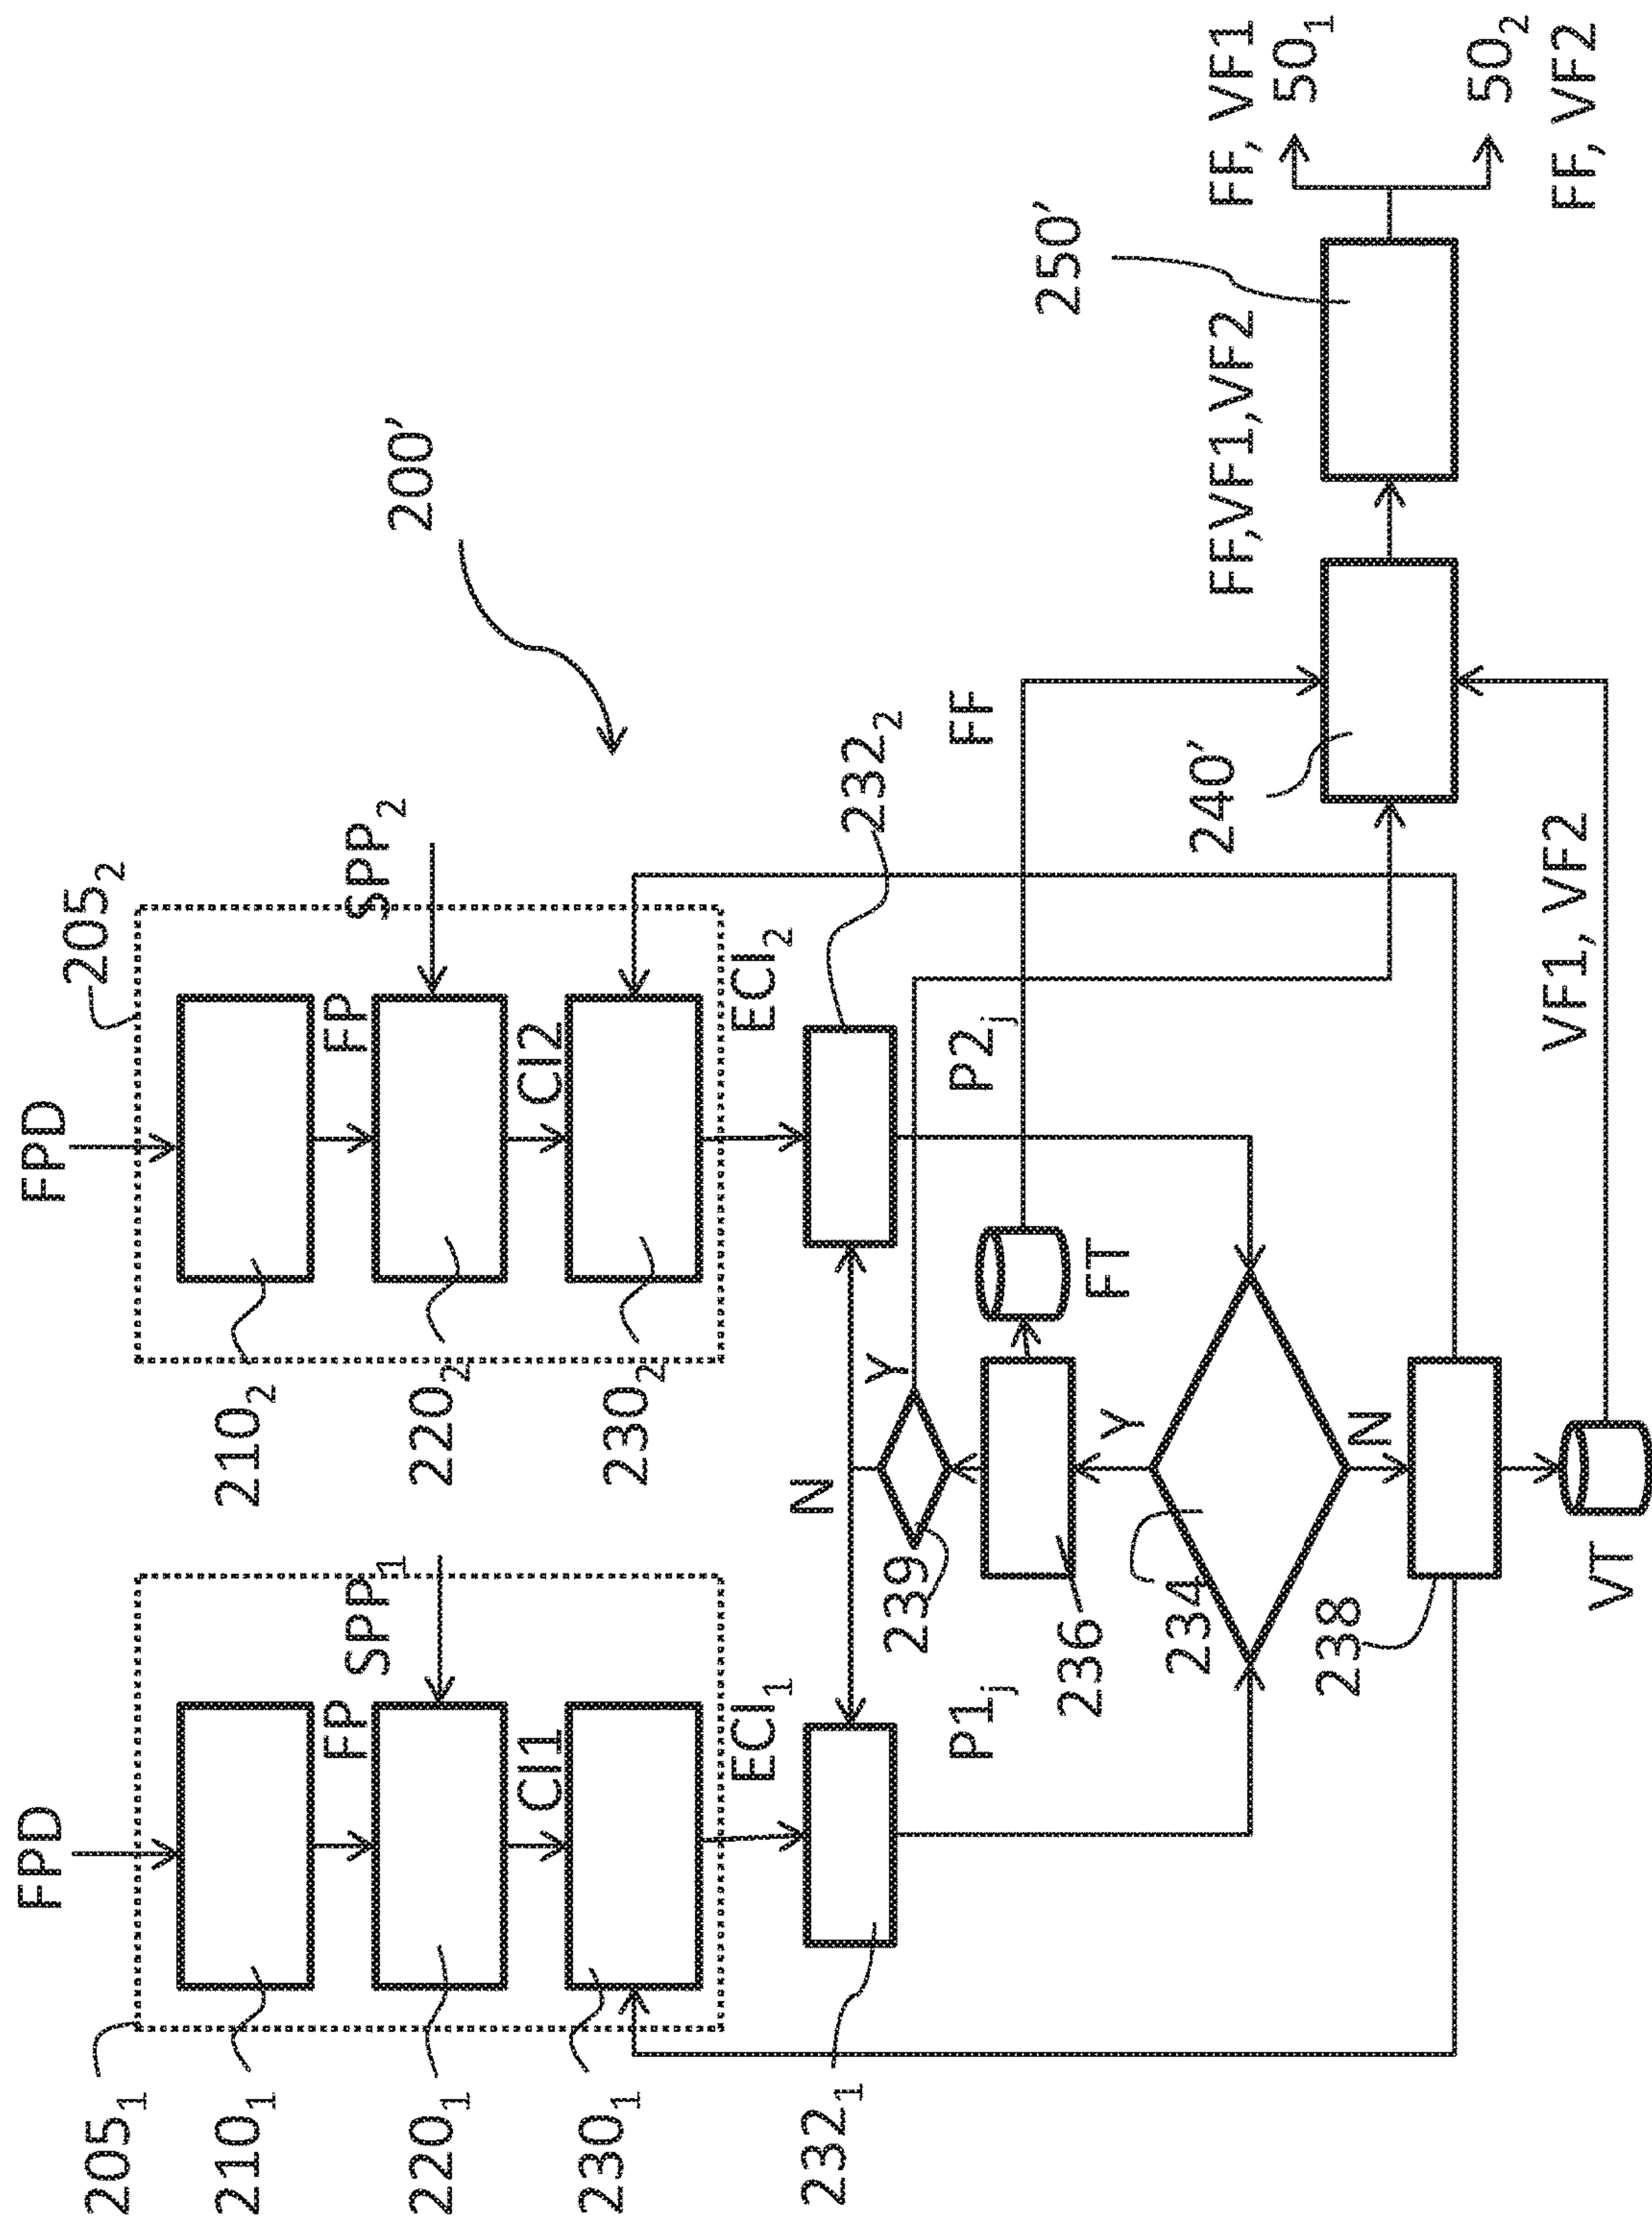 200'
FPD
FPD
205₁
205₂
210₁
210₂
FP
FP
SPP₁
SPP₂
220₁
220₂
CI1
CI2
230₁
230₂
ECI₁
ECI₂
232₁
232₂
N
Y
239
P1ⱼ
P2ⱼ
FF
236
FT
Y
234
N
238
VT
VF1, VF2
240'
FF,VF1,VF2
250'
FF, VF1
50₁
50₂
FF, VF2